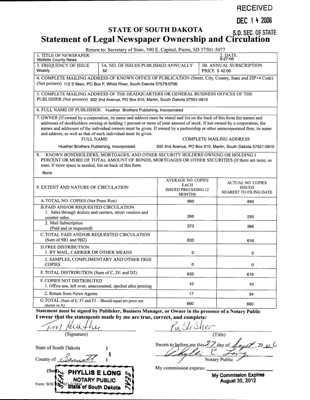 RECEIVED
DEC 14 2006
S.D. SEC. OF STATE
STATE OF SOUTH DAKOTA
Statement of Legal Newspaper Ownership and Circulation
Return to: Secretary of State, 500 E. Capitol, Pierre, SD 57501-5077
1. TITLE OF NEWSPAPER
Mellette County News
2. DATE
9-27-06
3. FREQUENCY OF ISSUE
Weekly
3A. NO. OF ISSUES PUBLISHED ANNUALLY
52
3B. ANNUAL SUBSCRIPTION
PRICE: $ 42.00
4. COMPLETE MAILING ADDRESS OF KNOWN OFFICE OF PUBLICATION (Street, City, County, State and ZIP+4 Code)
(Not printers) 112 S Main, PO Box F, White River, South Dakota 57579-0706
5. COMPLETE MAILING ADDRESS OF THE HEADQUARTERS OR GENERAL BUSINESS OFFICES OF THE
PUBLISHER (Not printers) 502 2nd Avenue, PO Box 610, Martin, South Dakota 57551-0610
6. FULL NAME OF PUBLISHER: Huether Brothers Publishing, Incorporated
7. OWNER (If owned by a corporation, its name and address must be stated and list on the back of this form the names and
addresses of stockholders owning or holding 1 percent or more of total amount of stock. If not owned by a corporation, the
names and addresses of the individual owners must be given. If owned by a partnership or other unincorporated firm, its name
and address, as well as that of each individual must be given.
FULL NAME COMPLETE MAILING ADDRESS
Huether Brothers Publishing, Incorporated 502 2nd Avenue, PO Box 610, Martin, South Dakota 57551-0610
8. KNOWN BONDHOLDERS, MORTGAGES, AND OTHER SECURITY HOLDERS OWNING OR HOLDING 1
PERCENT OR MORE OF TOTAL AMOUNT OF BONDS, MORTGAGES OR OTHER SECURITIES (if there are none, so
state. If more space is needed, list on back of this form.
None
9. EXTENT AND NATURE OF CIRCULATION
AVERAGE NO. COPIES
EACH
ISSUED PRECEDING 12
MONTHS
ACTUAL NO. COPIES
ISSUED
NEAREST TO FILING DATE
A. TOTAL NO. COPIES (Net Press Run) 660 660
B. PAID AND/OR REQUESTED CIRCULATION
1. Sales through dealers and carriers, street vendors and
counter sales. 260 250
2. Mail Subscription
(Paid and or requested) 373 366
C. TOTAL PAID AND/OR REQUESTED CIRCULATION
(Sum of 9B1 and 9B2) 633 616
D. FREE DISTRIBUTION
1. BY MAIL, CARRIER OR OTHER MEANS 0 0
2. SAMPLES, COMPLIMENTARY AND OTHER FREE
COPIES 0 0
E. TOTAL DISTRIBUTION (Sum of C, D1 and D2) 616
F. COPIES NOT DISTRIBUTED
1. Office use, left over, unaccounted, spoiled after printing 10 10
2. Return from News Agents 17 34
G. TOTAL (Sum of E, F1 and F2 - Should equal net press run
shown in A) 660 660
Statement must be signed by Publisher, Business Manager, or Owner in the presence of a Notary Public
I swear that the statements made by me are true, correct, and complete:
Tim Huether Publisher
(Signature) (Title)
State of South Dakota )
County of Bennett )
Sworn to before me this 27 day of Sept, 2006
Phyllis E Long
Notary Public
(Seal)
My commission expires:
My Commission Expires
August 30, 2012
PHYLLIS E LONG
NOTARY PUBLIC
State of South Dakota
SEAL